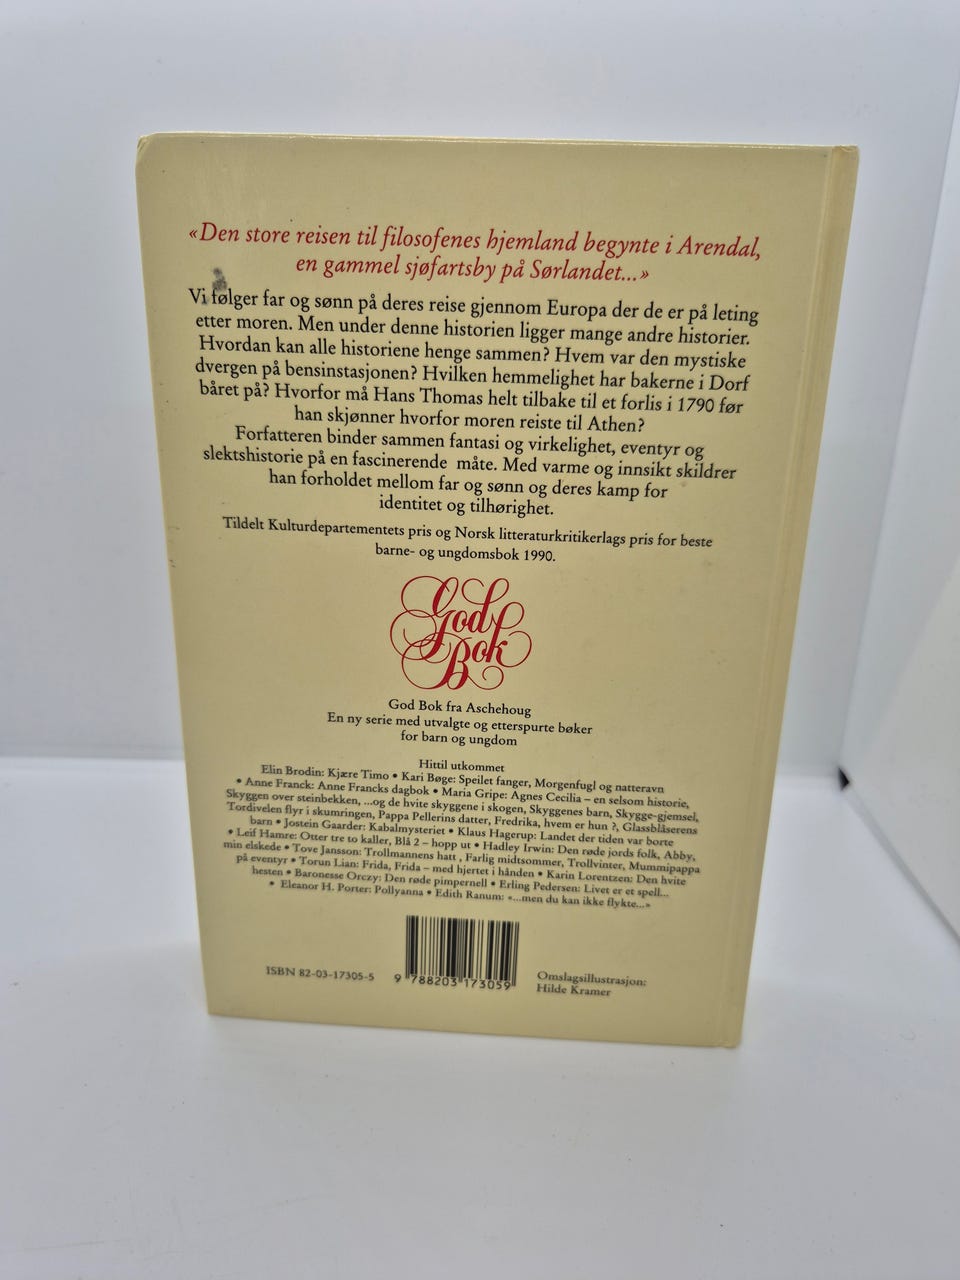 «Den store reisen til filosofenes hjemland begynte i Arendal,
en gammel sjøfartsby på Sørlandet...»
Vi følger far og sønn på deres reise gjennom Europa der de er på leting
etter moren. Men under denne historien ligger mange andre historier.
Hvordan kan alle historiene henge sammen? Hvem var den mystiske
dvergen på bensinstasjonen? Hvilken hemmelighet har bakerne i Dorf
båret på? Hvorfor må Hans Thomas helt tilbake til et forlis i 1790 før
han skjønner hvorfor moren reiste til Athen?
Forfatteren binder sammen fantasi og virkelighet, eventyr og
slektshistorie på en fascinerende måte. Med varme og innsikt skildrer
han forholdet mellom far og sønn og deres kamp for
identitet og tilhørighet.
Tildelt Kulturdepartementets pris og Norsk litteraturkritikerlags pris for beste
barne- og ungdomsbok 1990.
God
Bok
God Bok fra Aschehoug
En ny serie med utvalgte og etterspurte bøker
for barn og ungdom
Hittil utkommet
Elin Brodin: Kjære Timo • Kari Bøge: Speilet fanger, Morgenfugl og natteravn
• Anne Franck: Anne Francks dagbok • Maria Gripe: Agnes Cecilia – en selsom historie,
Skyggen over steinbekken, ...og de hvite skyggene i skogen, Skyggenes barn, Skygge-gjemsel,
Tordivelen flyr i skumringen, Pappa Pellerins datter, Fredrika, hvem er hun ?, Glassblåserens
barn • Jostein Gaarder: Kabalmysteriet • Klaus Hagerup: Landet der tiden var borte
• Leif Hamre: Otter tre to kaller, Blå 2 – hopp ut • Hadley Irwin: Den røde jords folk, Abby,
min elskede • Tove Jansson: Trollmannens hatt , Farlig midtsommer, Trollvinter, Mummipappa
på eventyr • Torun Lian: Frida, Frida – med hjertet i hånden • Karin Lorentzen: Den hvite
hesten • Baronesse Orczy: Den røde pimpernell • Erling Pedersen: Livet er et spell...
• Eleanor H. Porter: Pollyanna • Edith Ranum: «...men du kan ikke flykte...»
ISBN 82-03-17305-5
9 788203 173059
Omslagsillustrasjon:
Hilde Kramer